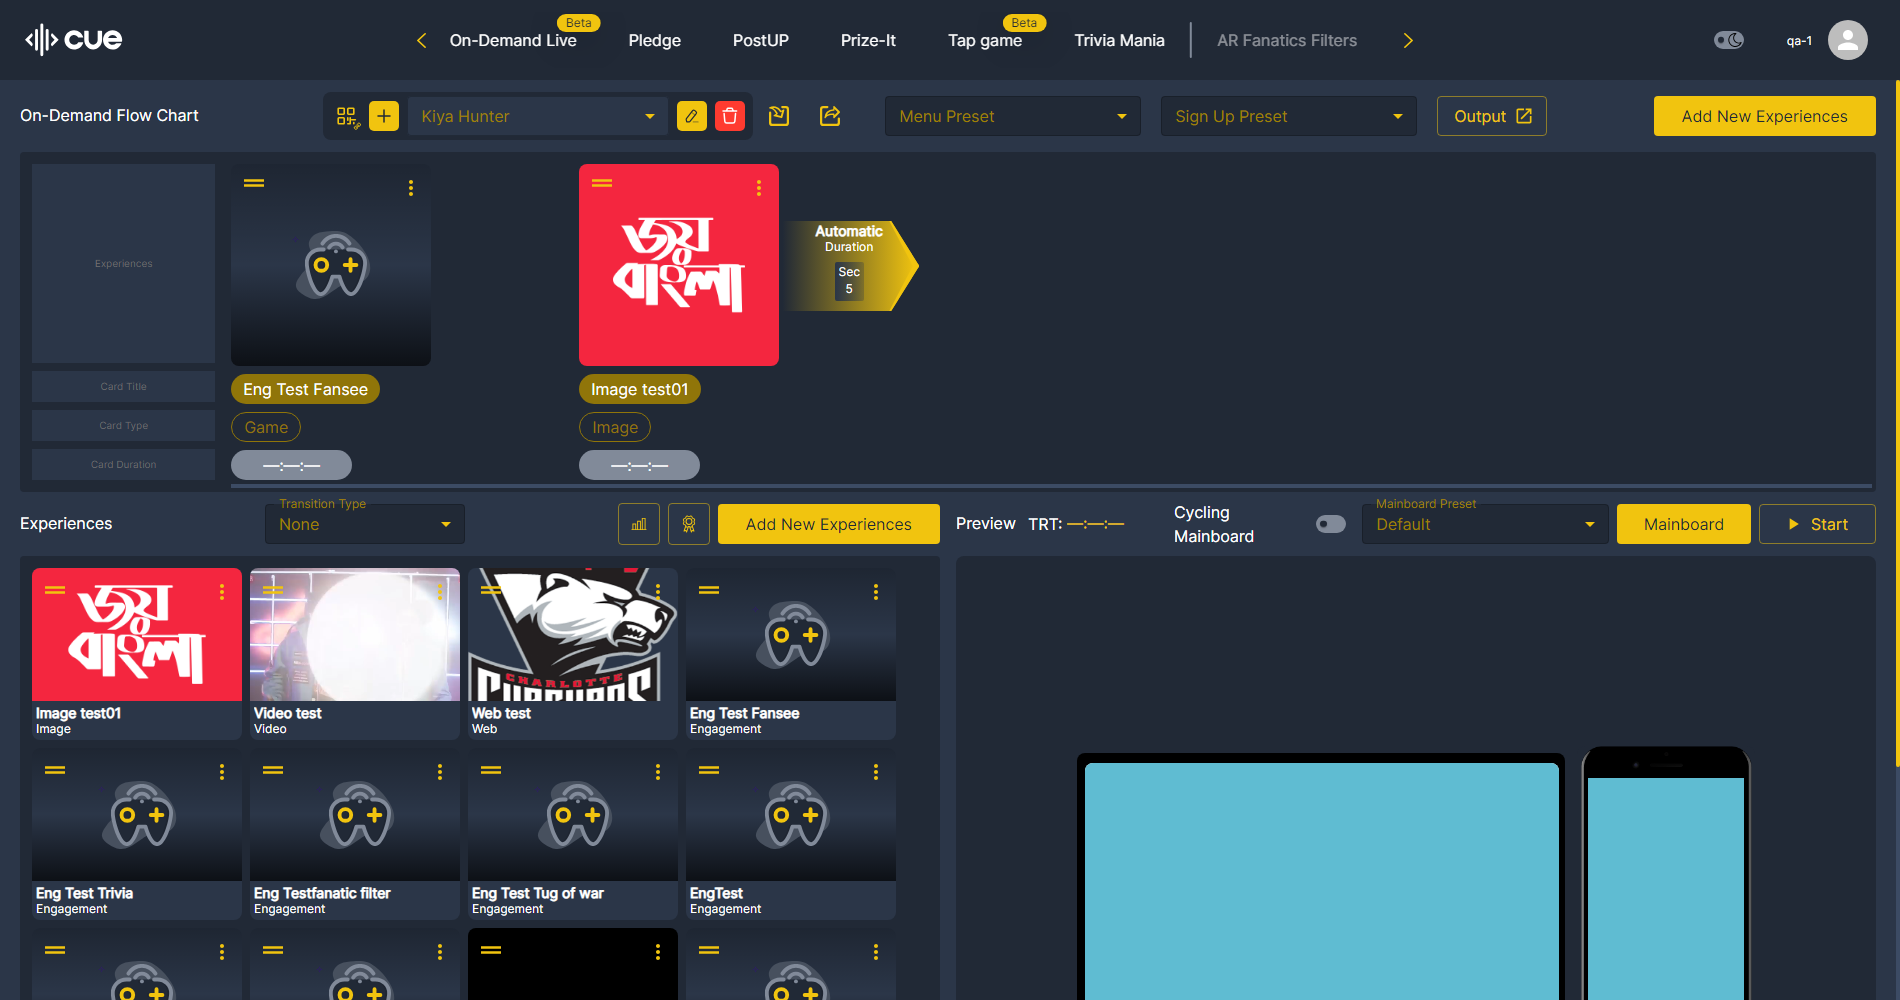 cue
On-Demand Live
Beta
Pledge
PostUP
Prize-It
Tap game
Beta
Trivia Mania
AR Fanatics Filters
qa-1
On-Demand Flow Chart
Kiya Hunter
Menu Preset
Sign Up Preset
Output
Add New Experiences
Experiences
Card Title
Card Type
Card Duration
Eng Test Fansee
Game
—:—:—
জয়
বাংলা
Image test01
Image
—:—:—
Automatic
Duration
Sec
5
Experiences
Transition Type
None
Add New Experiences
Preview
TRT: —:—:—
Cycling
Mainboard
Mainboard Preset
Default
Mainboard
Start
জয়
বাংলা
Image test01
Image
Video test
Video
CHARLOTTE
Web test
Web
Eng Test Fansee
Engagement
Eng Test Trivia
Engagement
Eng Testfanatic filter
Engagement
Eng Test Tug of war
Engagement
EngTest
Engagement